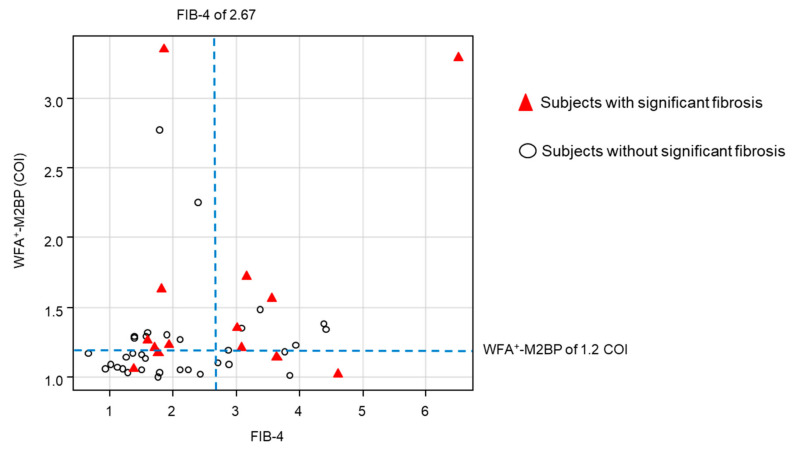 FIB-4 of 2.67
WFA⁺-M2BP (COI)
3.0
2.5
2.0
1.5
1.0
1 2 3 4 5 6
FIB-4
Subjects with significant fibrosis
Subjects without significant fibrosis
WFA⁺-M2BP of 1.2 COI